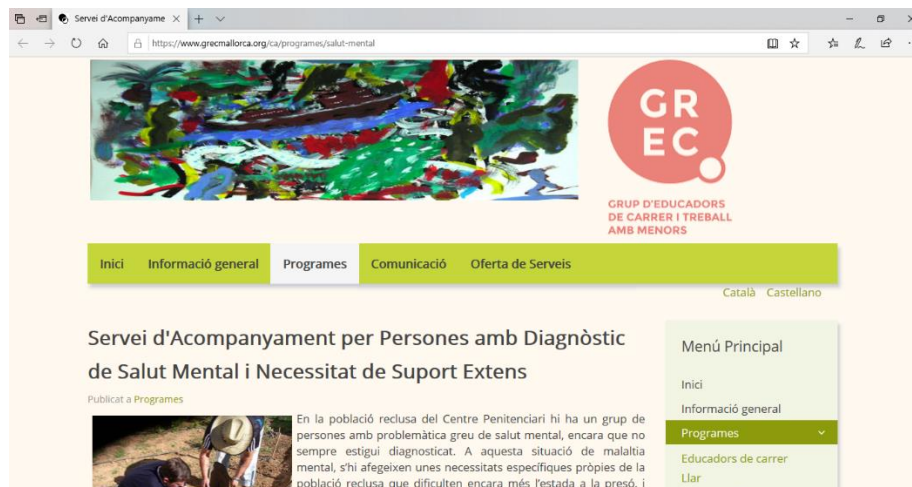 Servei d'Acompanyame
https://www.grecmallorca.org/ca/programes/salut-mental
GR
EC
GRUP D'EDUCADORS
DE CARRER I TREBALL
AMB MENORS
Inici Informació general Programes Comunicació Oferta de Serveis
Català Castellano
Servei d'Acompanyament per Persones amb Diagnòstic
de Salut Mental i Necessitat de Suport Extens
Publicat a Programes
En la població reclusa del Centre Penitenciari hi ha un grup de
persones amb problemàtica greu de salut mental, encara que no
sempre estigui diagnosticat. A aquesta situació de malaltia
mental, s'hi afegeixen unes necessitats específiques pròpies de la
població reclusa que dificulten encara més l'estada a la presó, i
Menú Principal
Inici
Informació general
Programes
Educadors de carrer
Llar